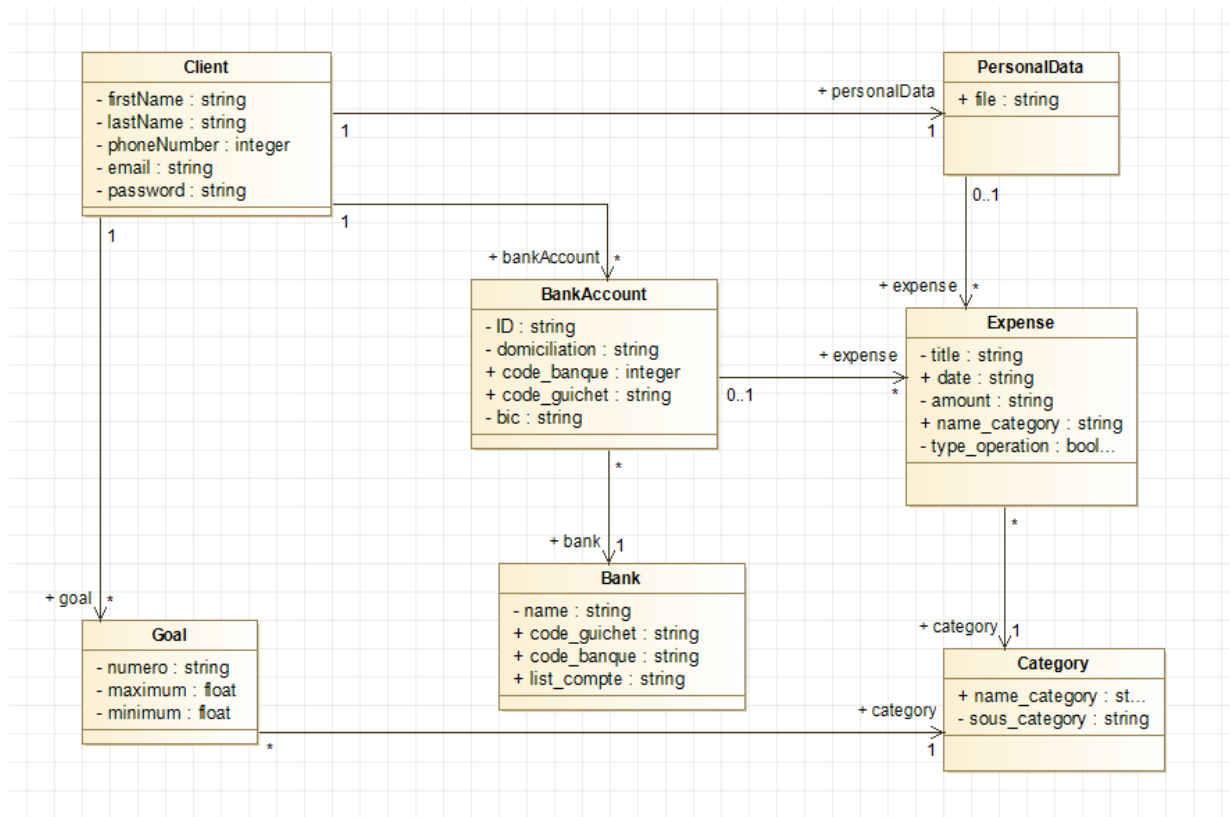 Client
- firstName : string
- lastName : string
- phoneNumber : integer
- email : string
- password : string
1
1
1
+ personalData
1
PersonalData
+ file : string
0..1
+ bankAccount *
BankAccount
- ID : string
- domiciliation : string
+ code_banque : integer
+ code_guichet : string
- bic : string
0..1
*
+ expense
*
+ expense *
Expense
- title : string
+ date : string
- amount : string
+ name_category : string
- type_operation : bool...
*
+ bank 1
Bank
- name : string
+ code_guichet : string
+ code_banque : string
+ list_compte : string
+ goal *
Goal
- numero : string
- maximum : float
- minimum : float
*
+ category
1
+ category 1
Category
+ name_category : st...
- sous_category : string